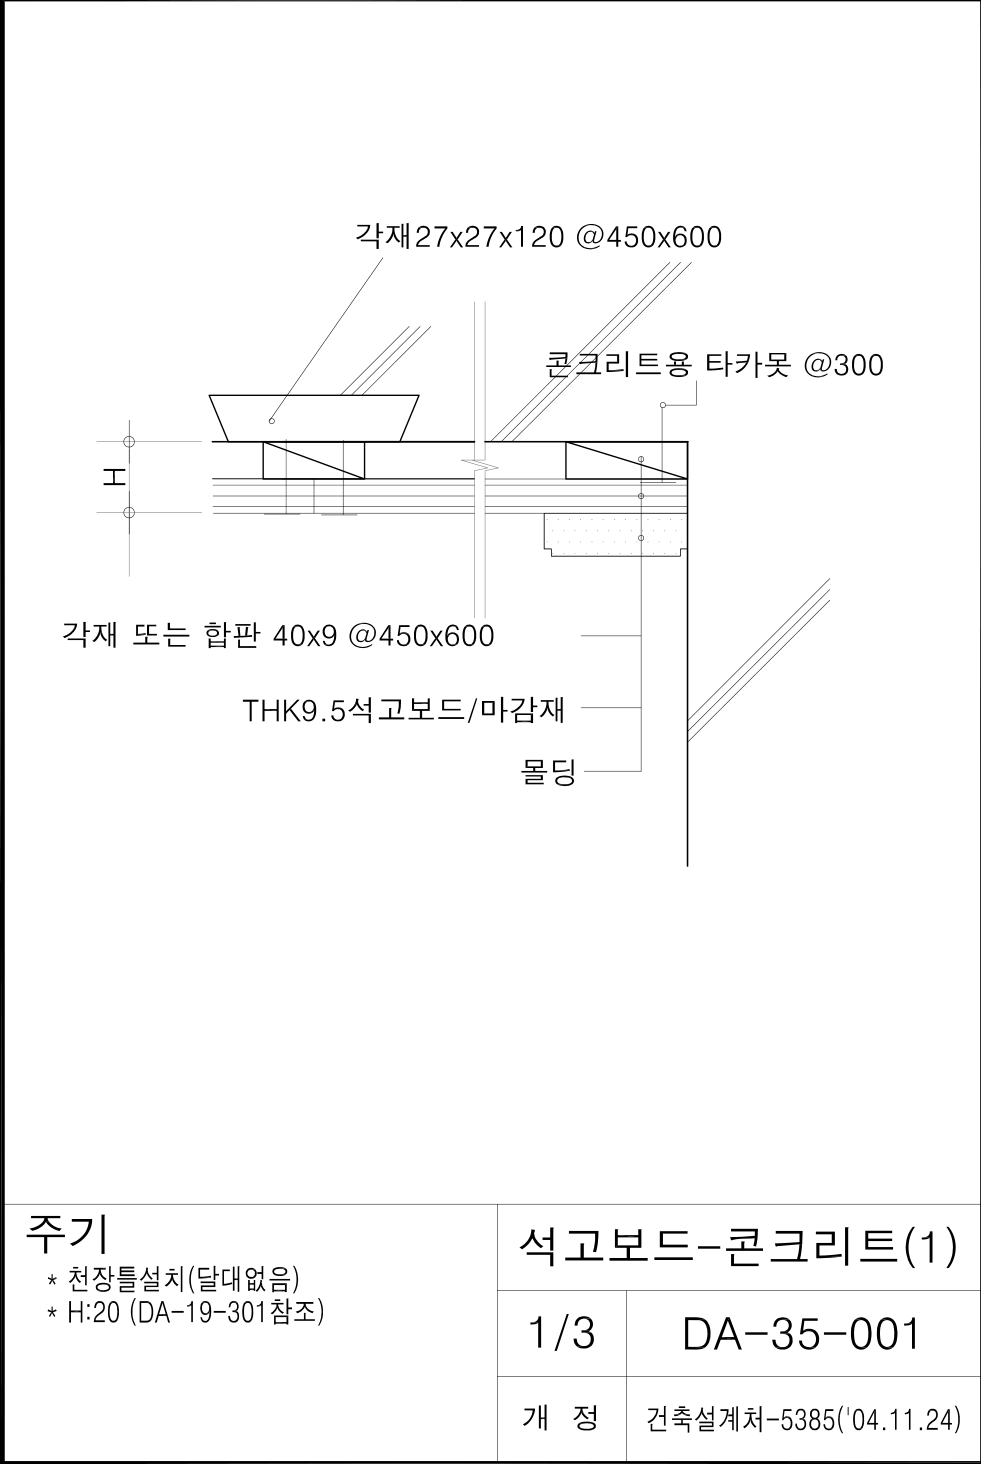 각재27x27x120 @450x600
콘크리트용 타카못 @300
H
각재 또는 합판 40x9 @450x600
THK9.5석고보드/마감재
몰딩
주기
* 천장틀설치(달대없음)
* H:20 (DA-19-301참조)
석고보드-콘크리트(1)
1/3
DA-35-001
개 정
건축설계처-5385('04.11.24)